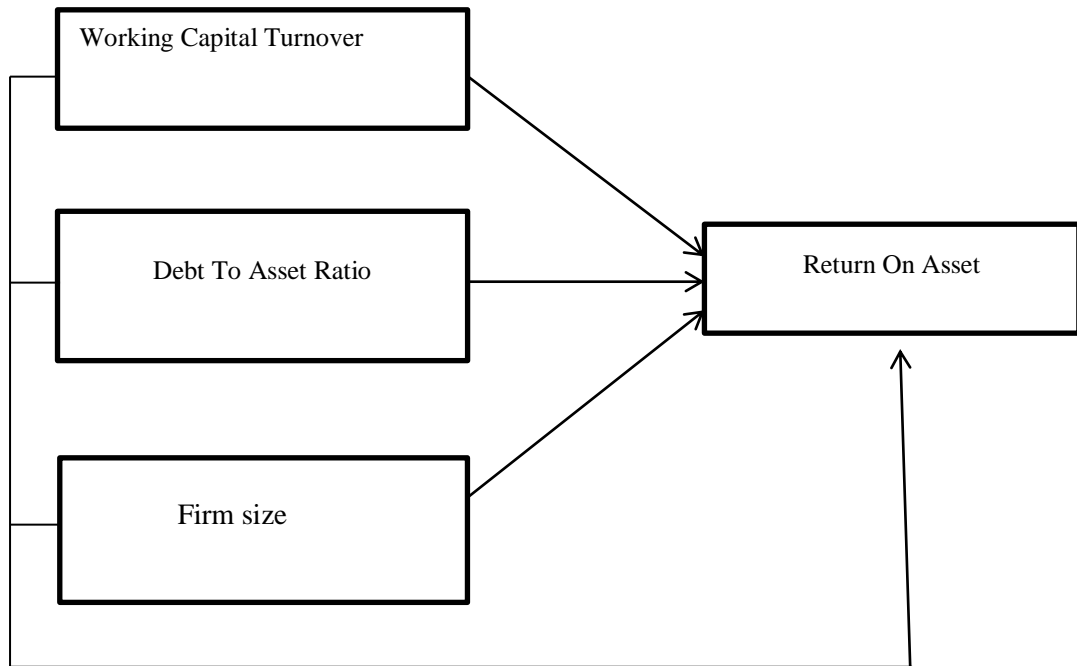 Working Capital Turnover
Debt To Asset Ratio
Return On Asset
Firm size